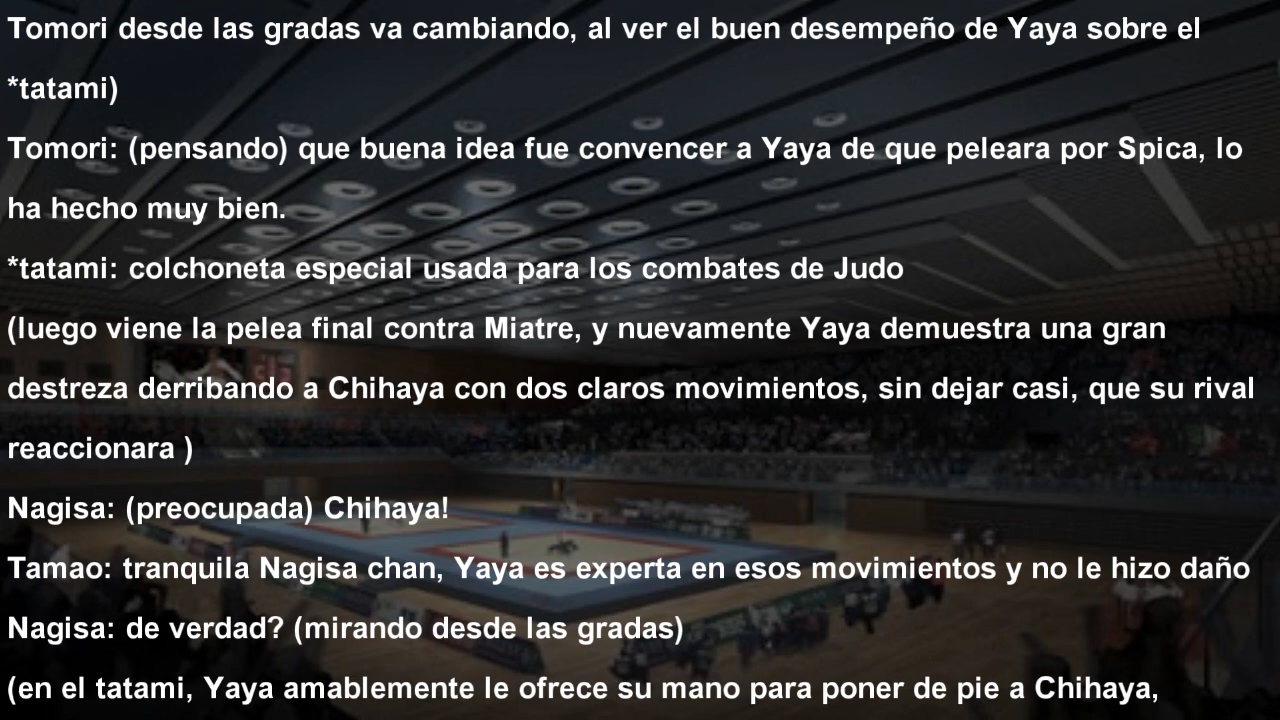 Tomori desde las gradas va cambiando, al ver el buen desempeño de Yaya sobre el
*tatami)
Tomori: (pensando) que buena idea fue convencer a Yaya de que peleara por Spica, lo
ha hecho muy bien.
*tatami: colchoneta especial usada para los combates de Judo
(luego viene la pelea final contra Miatre, y nuevamente Yaya demuestra una gran
destreza derribando a Chihaya con dos claros movimientos, sin dejar casi, que su rival
reaccionara )
Nagisa: (preocupada) Chihaya!
Tamao: tranquila Nagisa chan, Yaya es experta en esos movimientos y no le hizo daño
Nagisa: de verdad? (mirando desde las gradas)
(en el tatami, Yaya amablemente le ofrece su mano para poner de pie a Chihaya,